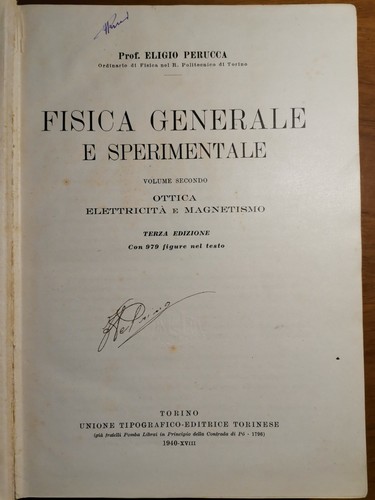 Prof. ELIGIO PERUCCA
Ordinario di Fisica nel R. Politecnico di Torino
FISICA GENERALE
E SPERIMENTALE
VOLUME SECONDO
OTTICA
ELETTRICITÀ E MAGNETISMO
TERZA EDIZIONE
Con 979 figure nel testo
TORINO
UNIONE TIPOGRAFICO-EDITRICE TORINESE
(già fratelli Pomba Librai in Principio della Contrada di Pò - 1796)
1940-XVIII